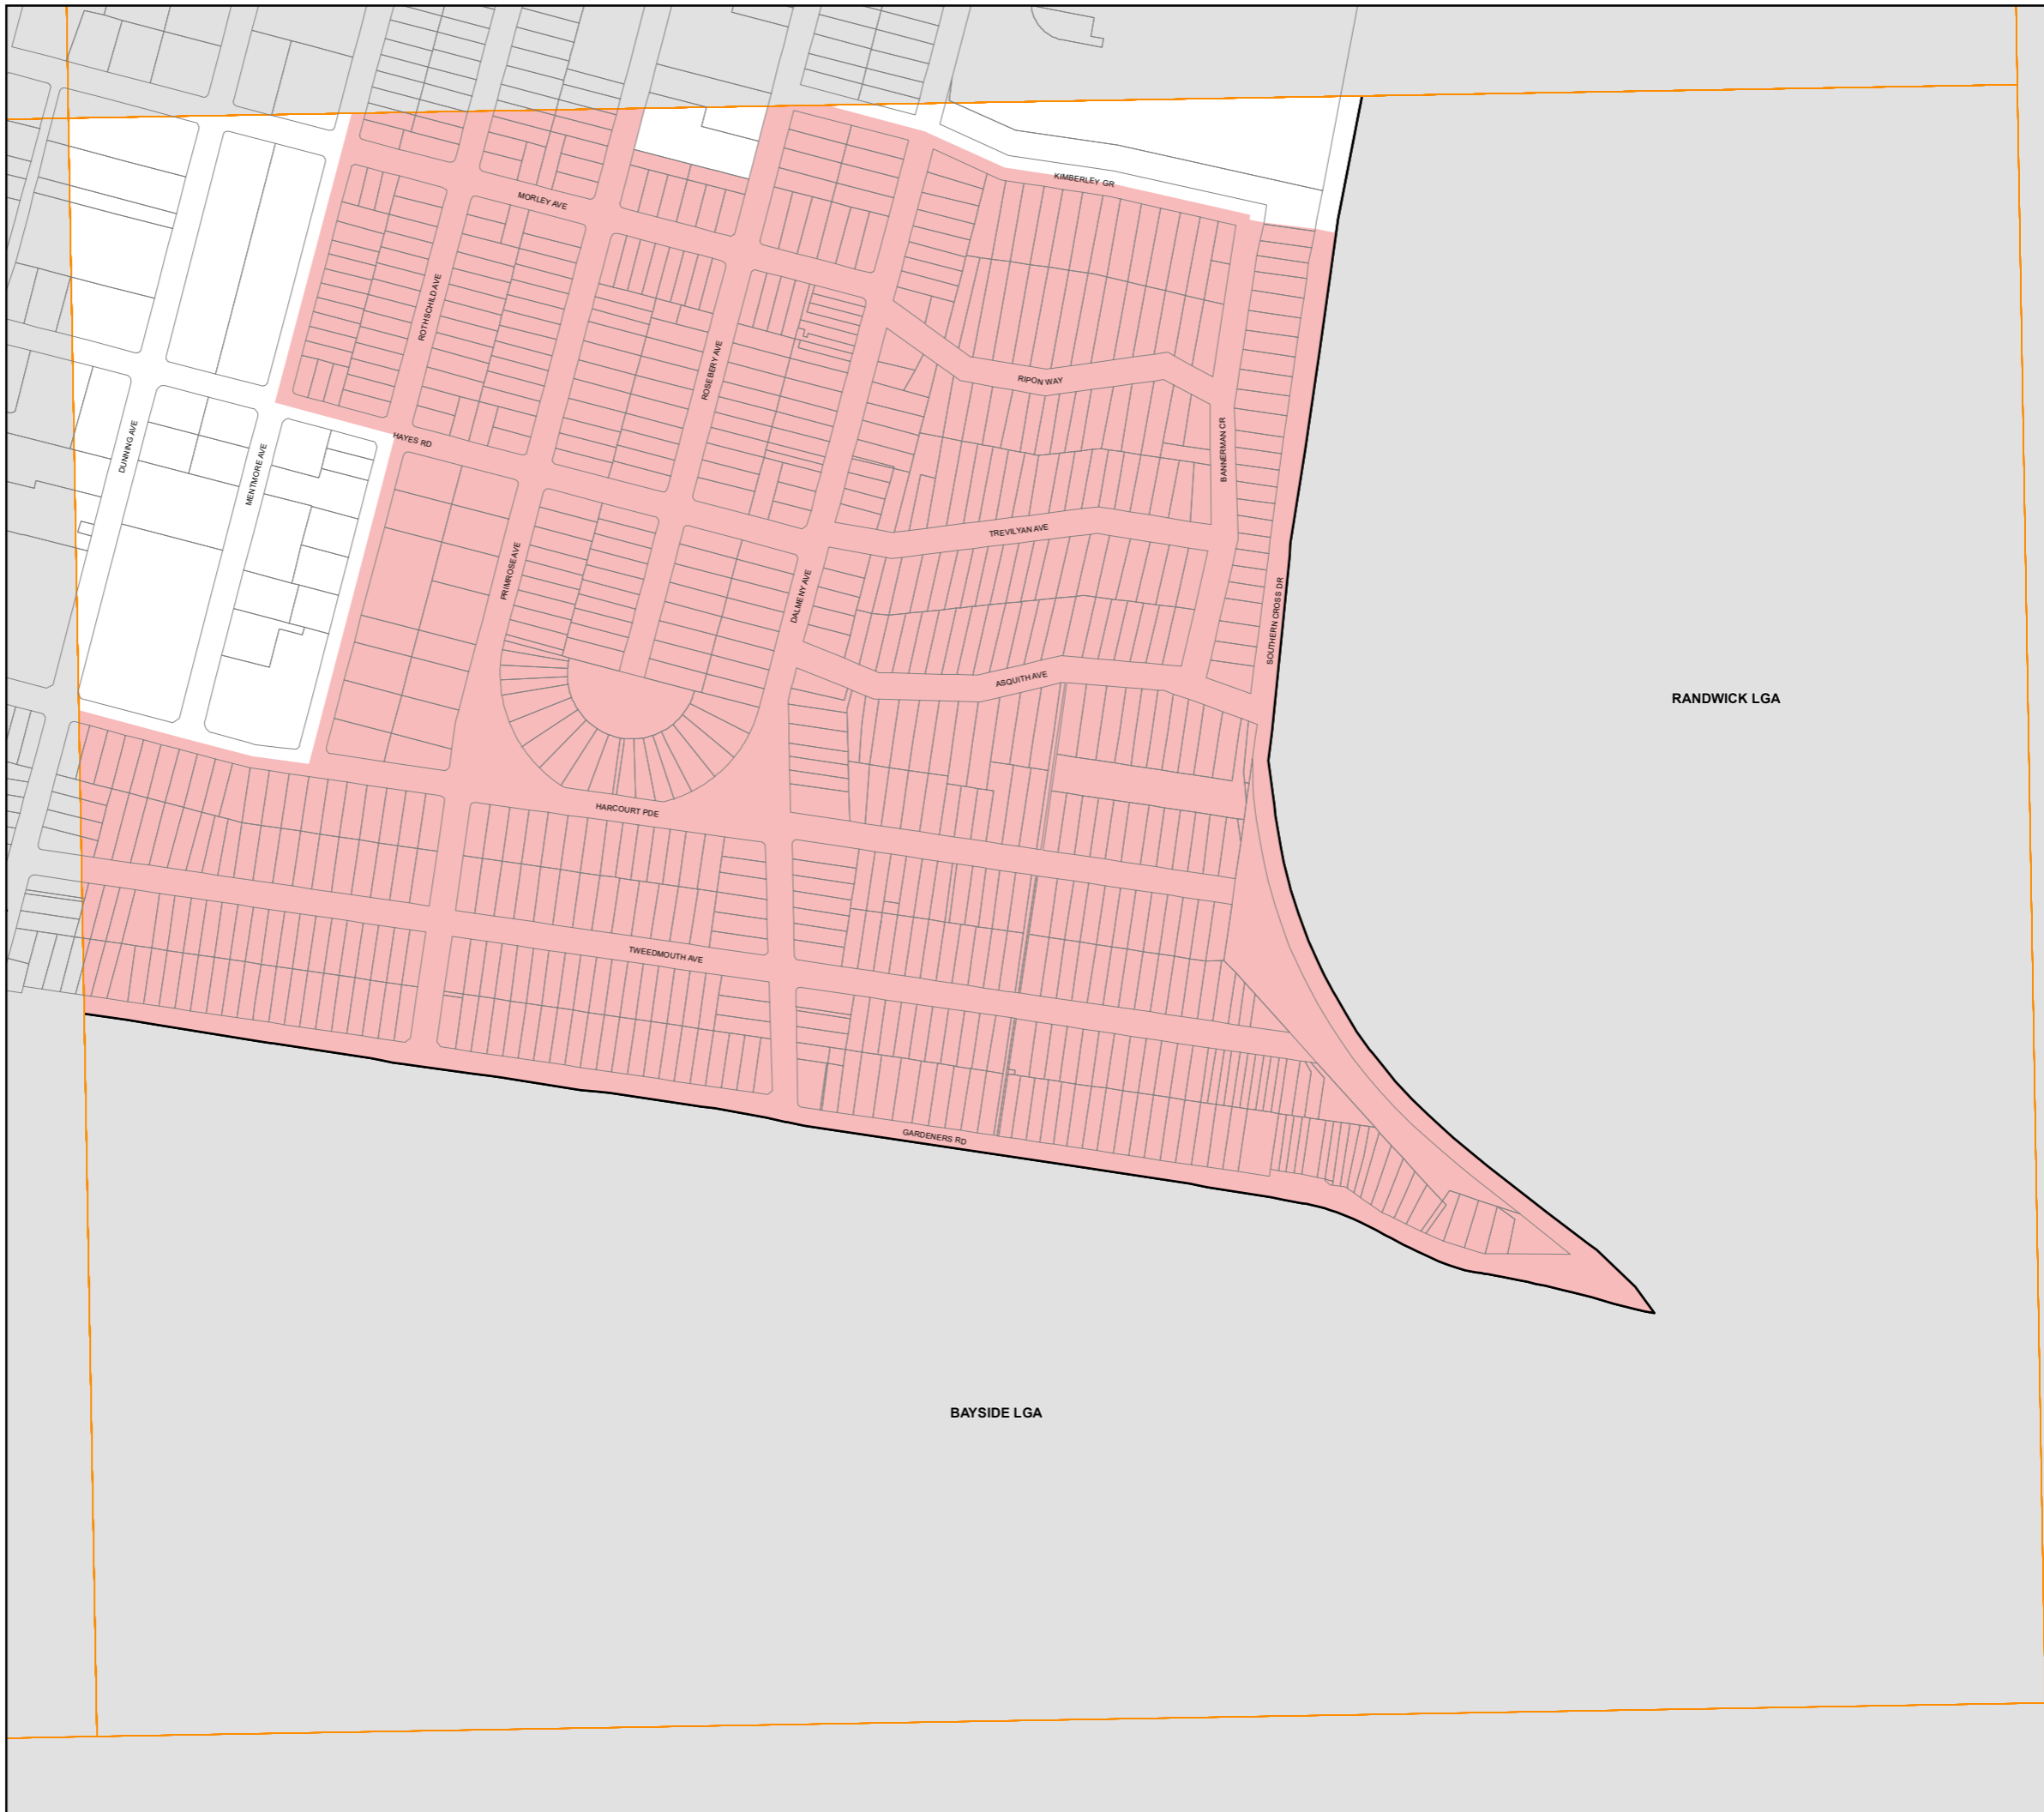 KIMBERLEY GR
MORLEY AVE
ROTHSCHILD AVE
ROSEBERY AVE
RIPON WAY
HAYES RD
DUNNING AVE
MENTMORE AVE
BANNERMAN CR
TREVILYAN AVE
PRIMROSE AVE
DALMENY AVE
SOUTHERN CROSS DR
ASQUITH AVE
RANDWICK LGA
HARCOURT PDE
TWEEDMOUTH AVE
GARDENERS RD
BAYSIDE LGA